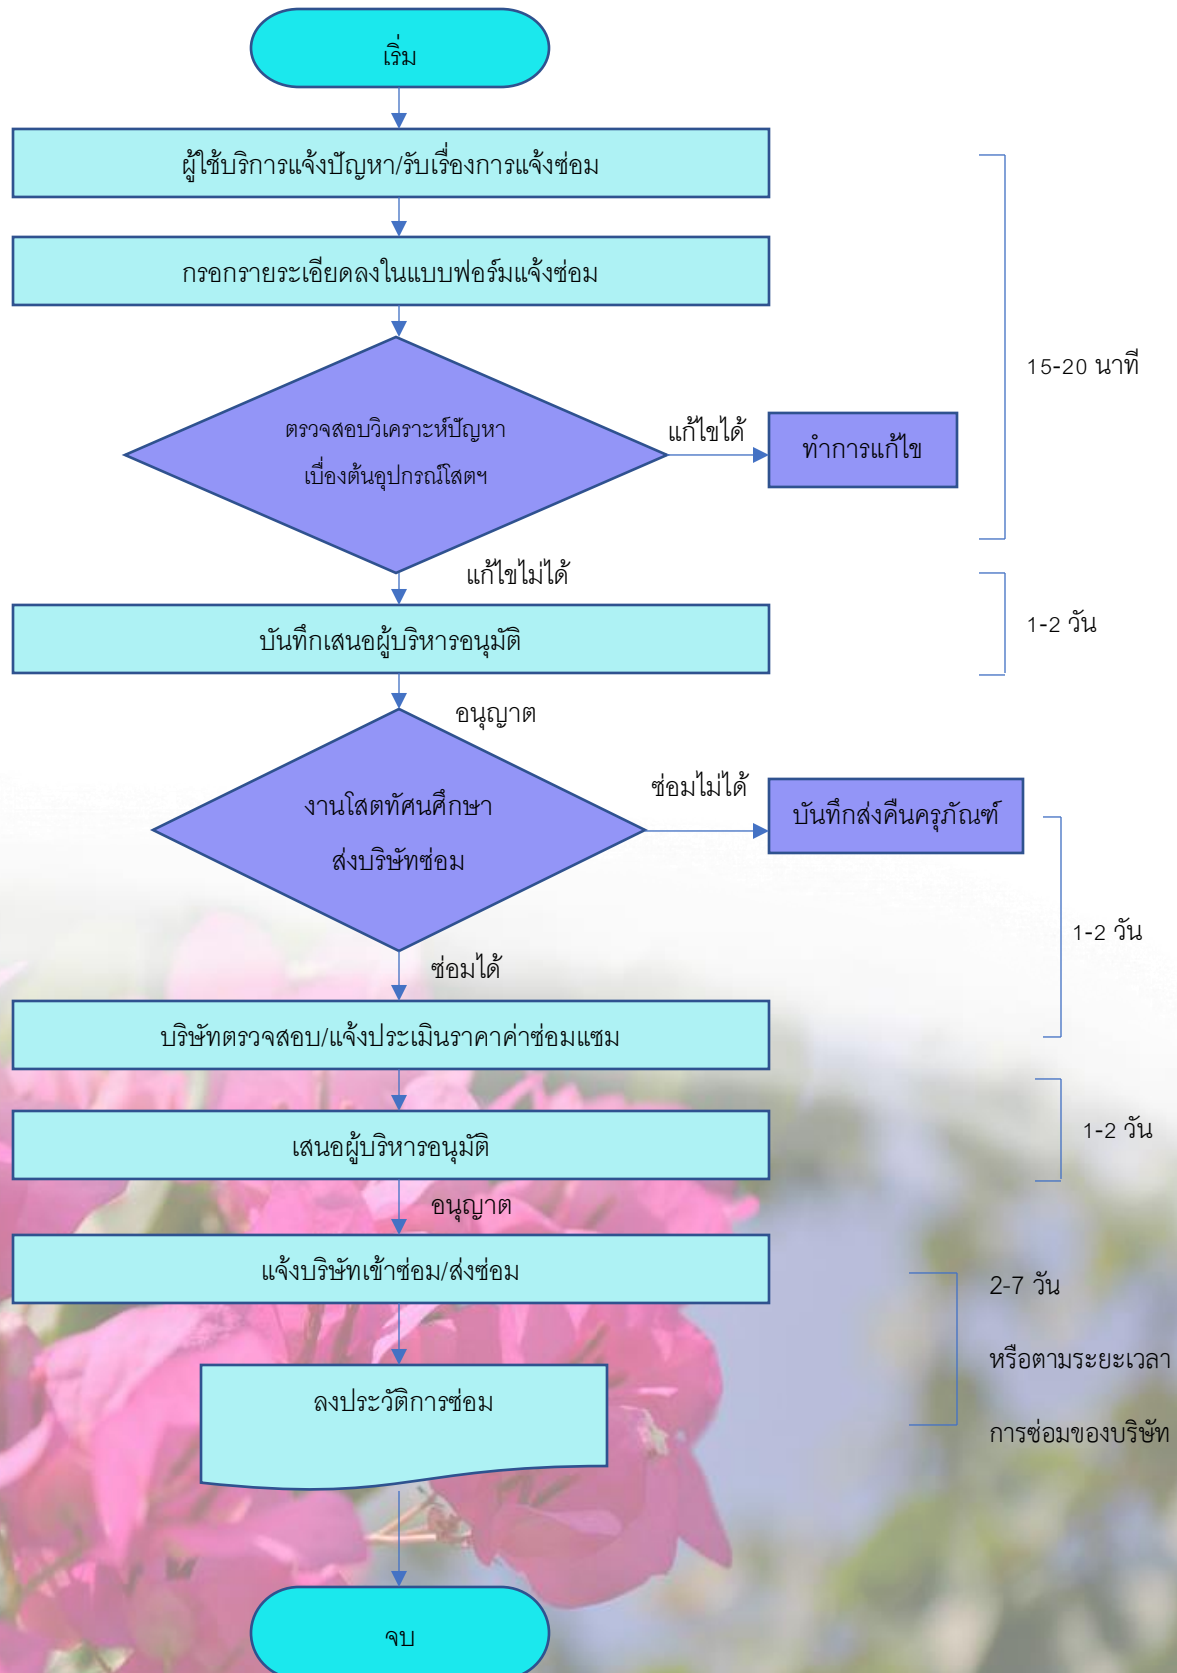 เริ่ม
ผู้ใช้บริการแจ้งปัญหา/รับเรื่องการแจ้งซ่อม
กรอกรายระเอียดลงในแบบฟอร์มแจ้งซ่อม
15-20 นาที
ตรวจสอบวิเคราะห์ปัญหา
เบื่องต้นอุปกรณ์โสตฯ
แก้ไขได้
ทำการแก้ไข
แก้ไขไม่ได้
บันทึกเสนอผู้บริหารอนุมัติ
1-2 วัน
อนุญาต
งานโสตทัศนศึกษา
ส่งบริษัทซ่อม
ซ่อมไม่ได้
บันทึกส่งคืนครุภัณฑ์
1-2 วัน
ซ่อมได้
บริษัทตรวจสอบ/แจ้งประเมินราคาค่าซ่อมแซม
เสนอผู้บริหารอนุมัติ
1-2 วัน
อนุญาต
แจ้งบริษัทเข้าซ่อม/ส่งซ่อม
2-7 วัน
หรือตามระยะเวลา
การซ่อมของบริษัท
ลงประวัติการซ่อม
จบ